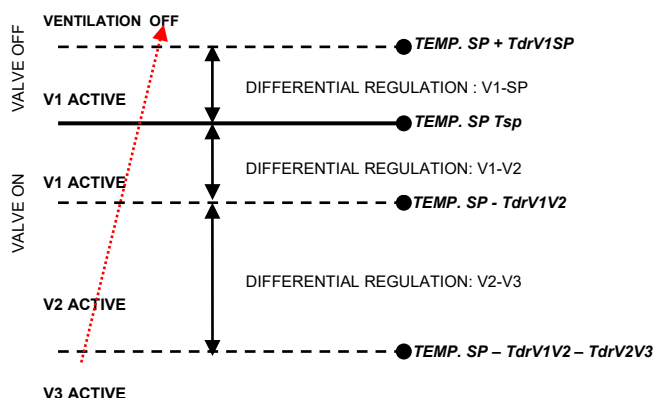 VENTILATION OFF
TEMP. SP + TdrV1SP
VALVE OFF
DIFFERENTIAL REGULATION : V1-SP
V1 ACTIVE
TEMP. SP Tsp
DIFFERENTIAL REGULATION: V1-V2
V1 ACTIVE
TEMP. SP - TdrV1V2
VALVE ON
DIFFERENTIAL REGULATION: V2-V3
V2 ACTIVE
TEMP. SP – TdrV1V2 – TdrV2V3
V3 ACTIVE